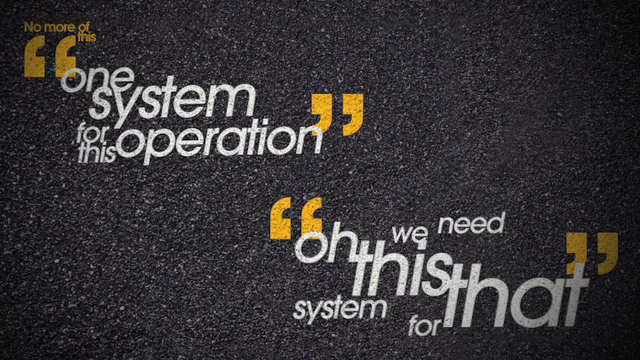 No more of
this
“one
system
for
this operation”
“oh we need
this
system for that”